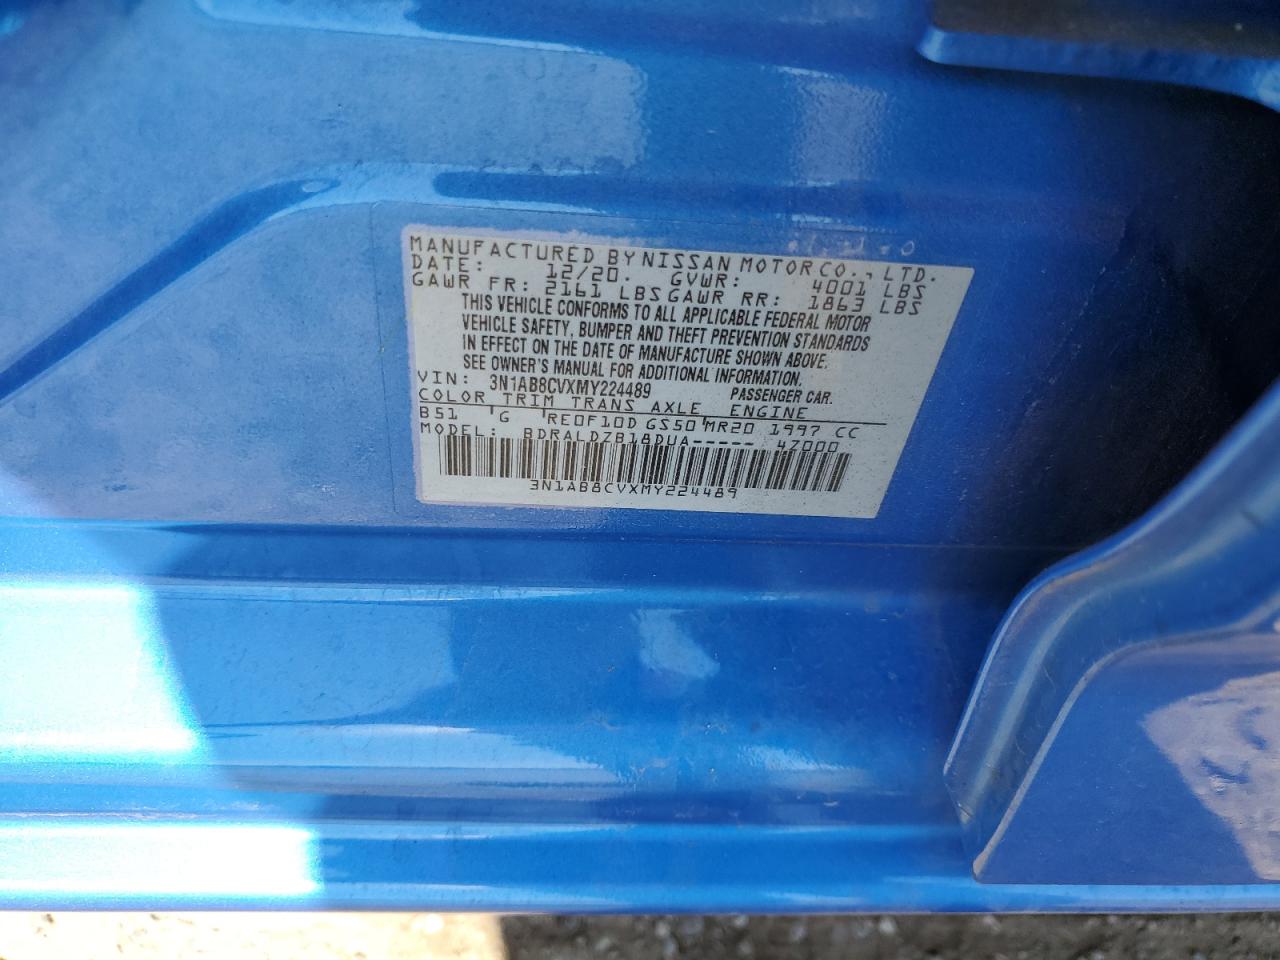 MANUFACTURED BY NISSAN MOTOR CO., LTD.
DATE: 12/20. GVWR: 4001 LBS
GAWR FR: 2161 LBS GAWR RR: 1863 LBS
THIS VEHICLE CONFORMS TO ALL APPLICABLE FEDERAL MOTOR
VEHICLE SAFETY, BUMPER AND THEFT PREVENTION STANDARDS
IN EFFECT ON THE DATE OF MANUFACTURE SHOWN ABOVE.
SEE OWNER'S MANUAL FOR ADDITIONAL INFORMATION.
VIN: 3N1AB8CVXMY224489 PASSENGER CAR.
COLOR TRIM TRANS AXLE ENGINE
B51 G RE0F10D GS50 MR20 1997 CC
MODEL: BDRALDZB18DUA----- 47000
3N1AB8CVXMY224489